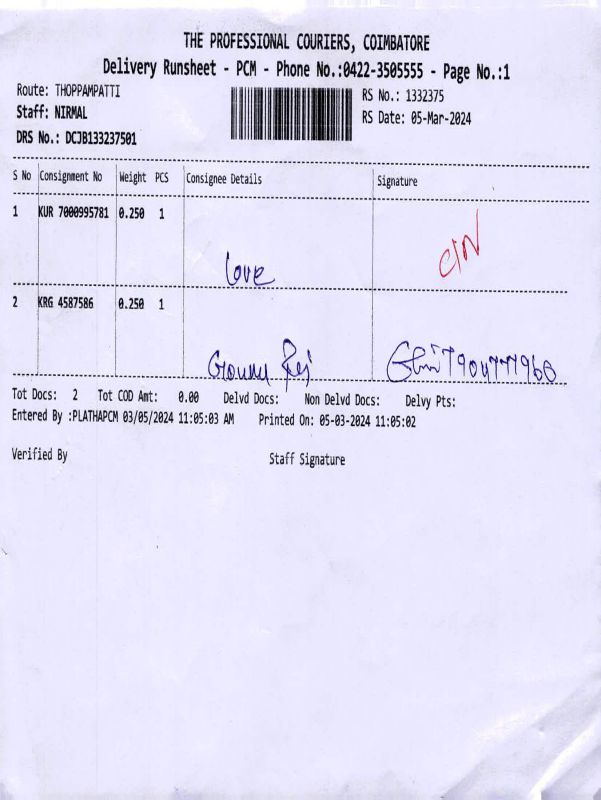 THE PROFESSIONAL COURIERS, COIMBATORE
Delivery Runsheet - PCM - Phone No.:0422-3505555 - Page No.:1
Route: THOPPAMPATTI
RS No.: 1332375
Staff: NIRMAL
RS Date: 05-Mar-2024
DRS No.: DCJB133237501
S No Consignment No Weight PCS Consignee Details Signature
1 KUR 7000995781 0.250 1
Love
2 KRG 4587586 0.250 1
Tot Docs: 2 Tot COD Amt: 0.00 Delvd Docs: Non Delvd Docs: Delvy Pts:
Entered By :PLATHAPCM 03/05/2024 11:05:03 AM Printed On: 05-03-2024 11:05:02
Verified By Staff Signature